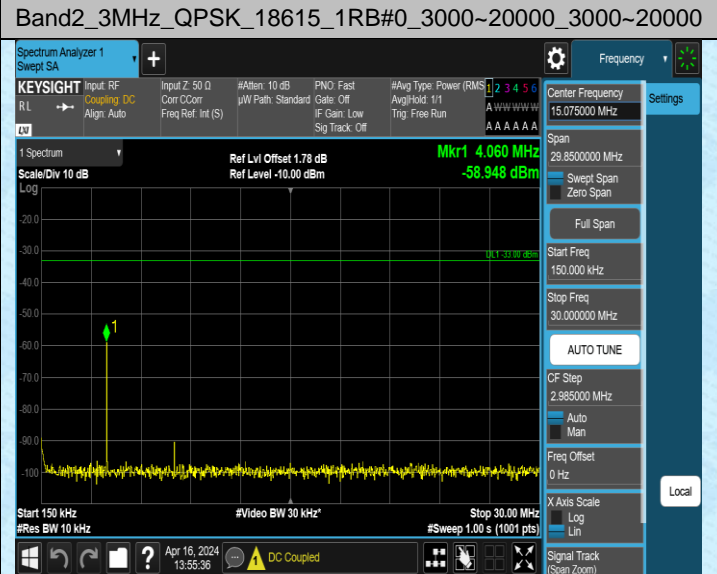 Band2_3MHz_QPSK_18615_1RB#0_3000~20000_3000~20000
Spectrum Analyzer 1
Swept SA
+
Frequency
KEYSIGHT
RL
LXI
Input: RF
Coupling: DC
Align: Auto
Input Z: 50 Ω
Corr CCorr
Freq Ref: Int (S)
#Atten: 10 dB
µW Path: Standard
PNO: Fast
Gate: Off
IF Gain: Low
Sig Track: Off
#Avg Type: Power (RMS
Avg|Hold: 1/1
Trig: Free Run
1 2 3 4 5 6
A W W W W W
A A A A A A
1 Spectrum
Scale/Div 10 dB
Log
Ref Lvl Offset 1.78 dB
Ref Level -10.00 dBm
Mkr1 4.060 MHz
-58.948 dBm
-20.0
-30.0
DL1 -33.00 dBm
-40.0
-50.0
1
-60.0
-70.0
-80.0
-90.0
-100
Start 150 kHz
#Res BW 10 kHz
#Video BW 30 kHz*
Stop 30.00 MHz
#Sweep 1.00 s (1001 pts)
Center Frequency
15.075000 MHz
Settings
Span
29.8500000 MHz
Swept Span
Zero Span
Full Span
Start Freq
150.000 kHz
Stop Freq
30.000000 MHz
AUTO TUNE
CF Step
2.985000 MHz
Auto
Man
Freq Offset
0 Hz
X Axis Scale
Log
Lin
Local
Signal Track
(Span Zoom)
?
Apr 16, 2024
13:55:36
1
DC Coupled